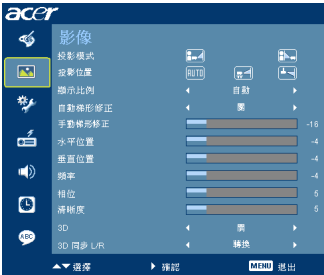 acer
影像
投影模式
投影位置 AUTO
顯示比例 自動
自動梯形修正 關
手動梯形修正 -16
水平位置 -4
垂直位置 -4
頻率 -4
相位 5
清晰度 5
3D 關
3D 同步 L/R 轉換
ABC
選擇 確認 MENU 退出